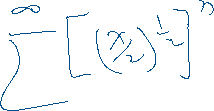 ∞
∑ [(x/2)^{1/2}]^n